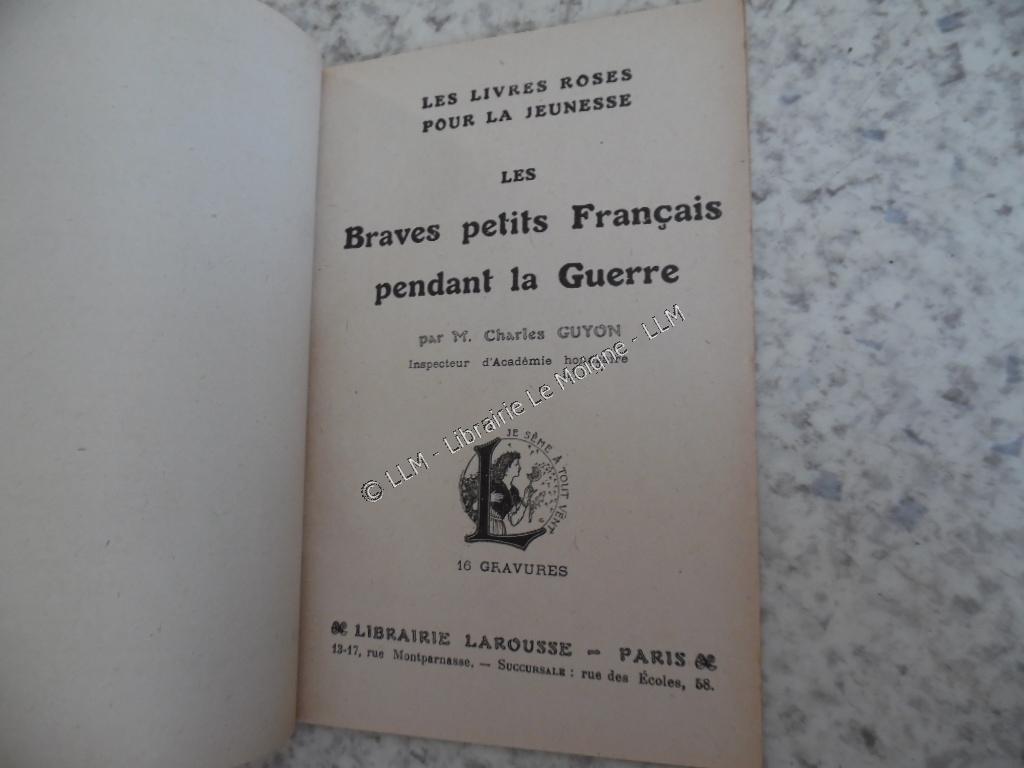 LES LIVRES ROSES
POUR LA JEUNESSE
LES
Braves petits Français
pendant la Guerre
par M. Charles GUYON
Inspecteur d'Académie honoraire
JE SÈME À TOUT VENT
L
16 GRAVURES
LIBRAIRIE LAROUSSE — PARIS
13-17, rue Montparnasse. — SUCCURSALE : rue des Écoles, 58.
© LLM - Librairie Le Moigne - LLM